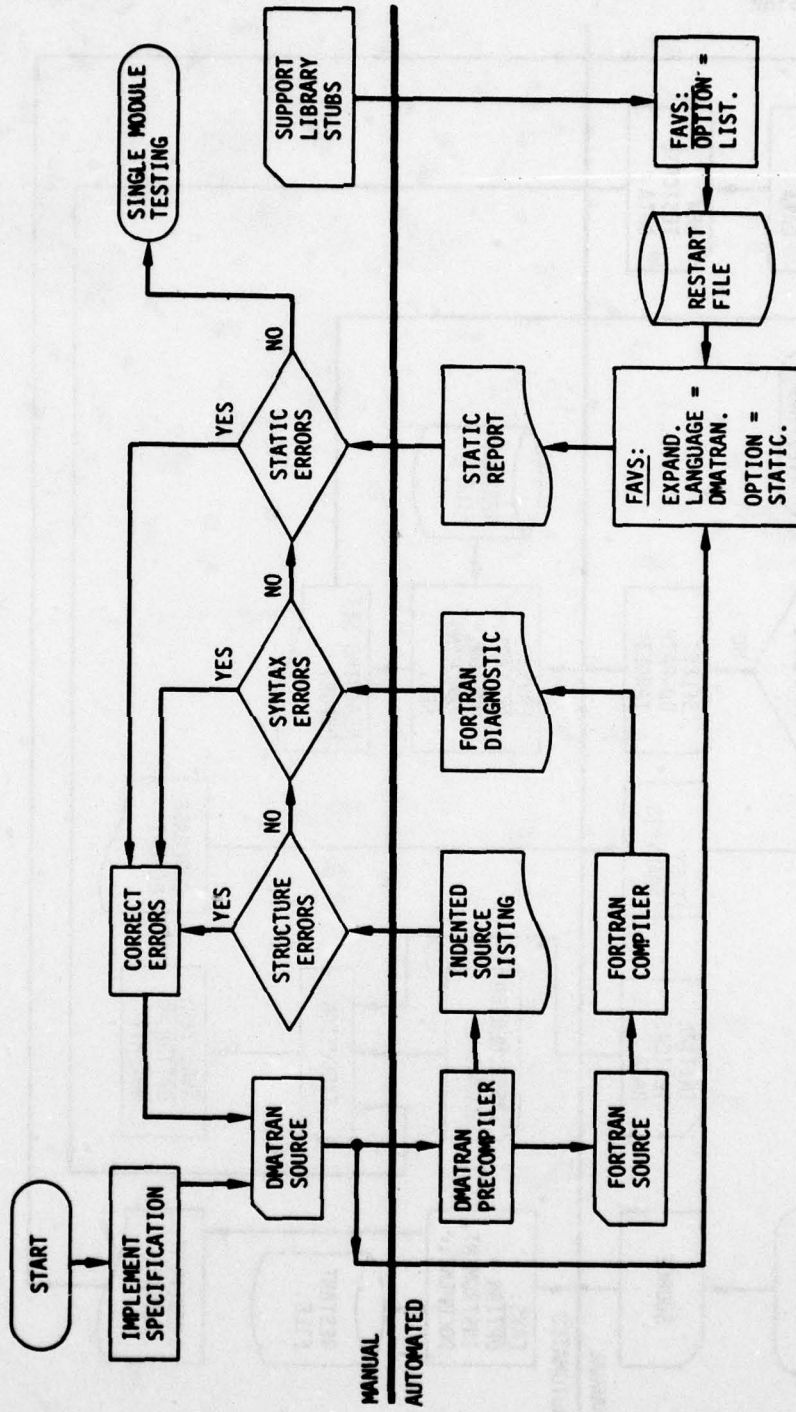 START
IMPLEMENT
SPECIFICATION
DMATRAN
SOURCE
CORRECT
ERRORS
YES
STRUCTURE
ERRORS
NO
YES
SYNTAX
ERRORS
NO
YES
STATIC
ERRORS
NO
SINGLE MODULE
TESTING
SUPPORT
LIBRARY
STUBS
MANUAL
AUTOMATED
DMATRAN
PRECOMPILER
INDENTED
SOURCE
LISTING
FORTRAN
SOURCE
FORTRAN
COMPILER
FORTRAN
DIAGNOSTIC
STATIC
REPORT
FAVS:
EXPAND.
LANGUAGE =
DMATRAN.
OPTION =
STATIC.
RESTART
FILE
FAVS:
OPTION =
LIST.